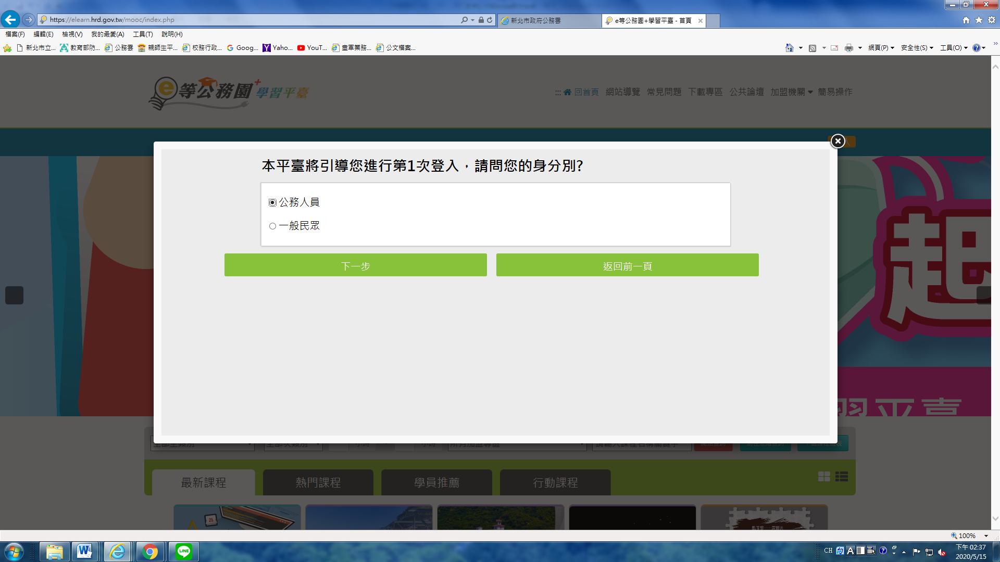 https://elearn.hrd.gov.tw/mooc/index.php
新北市政府公務雲
e等公務園+學習平臺 - 首頁
檔案(F) 編輯(E) 檢視(V) 我的最愛(A) 工具(T) 說明(H)
新北市立... 教育部防... 公務雲 親師生平... 校務行政... Goog... Yaho... YouT... 童軍業務... 公文檔案...
網頁(P) 安全性(S) 工具(O)
e等公務園+學習平臺
::: 回首頁 網站導覽 常見問題 下載專區 公共論壇 加盟機關 簡易操作
本平臺將引導您進行第1次登入，請問您的身分別?
公務人員
一般民眾
下一步 返回前一頁
起
習平臺
最新課程 熱門課程 學員推薦 行動課程
25
100%
LINE
CH
下午 02:37
2020/5/15